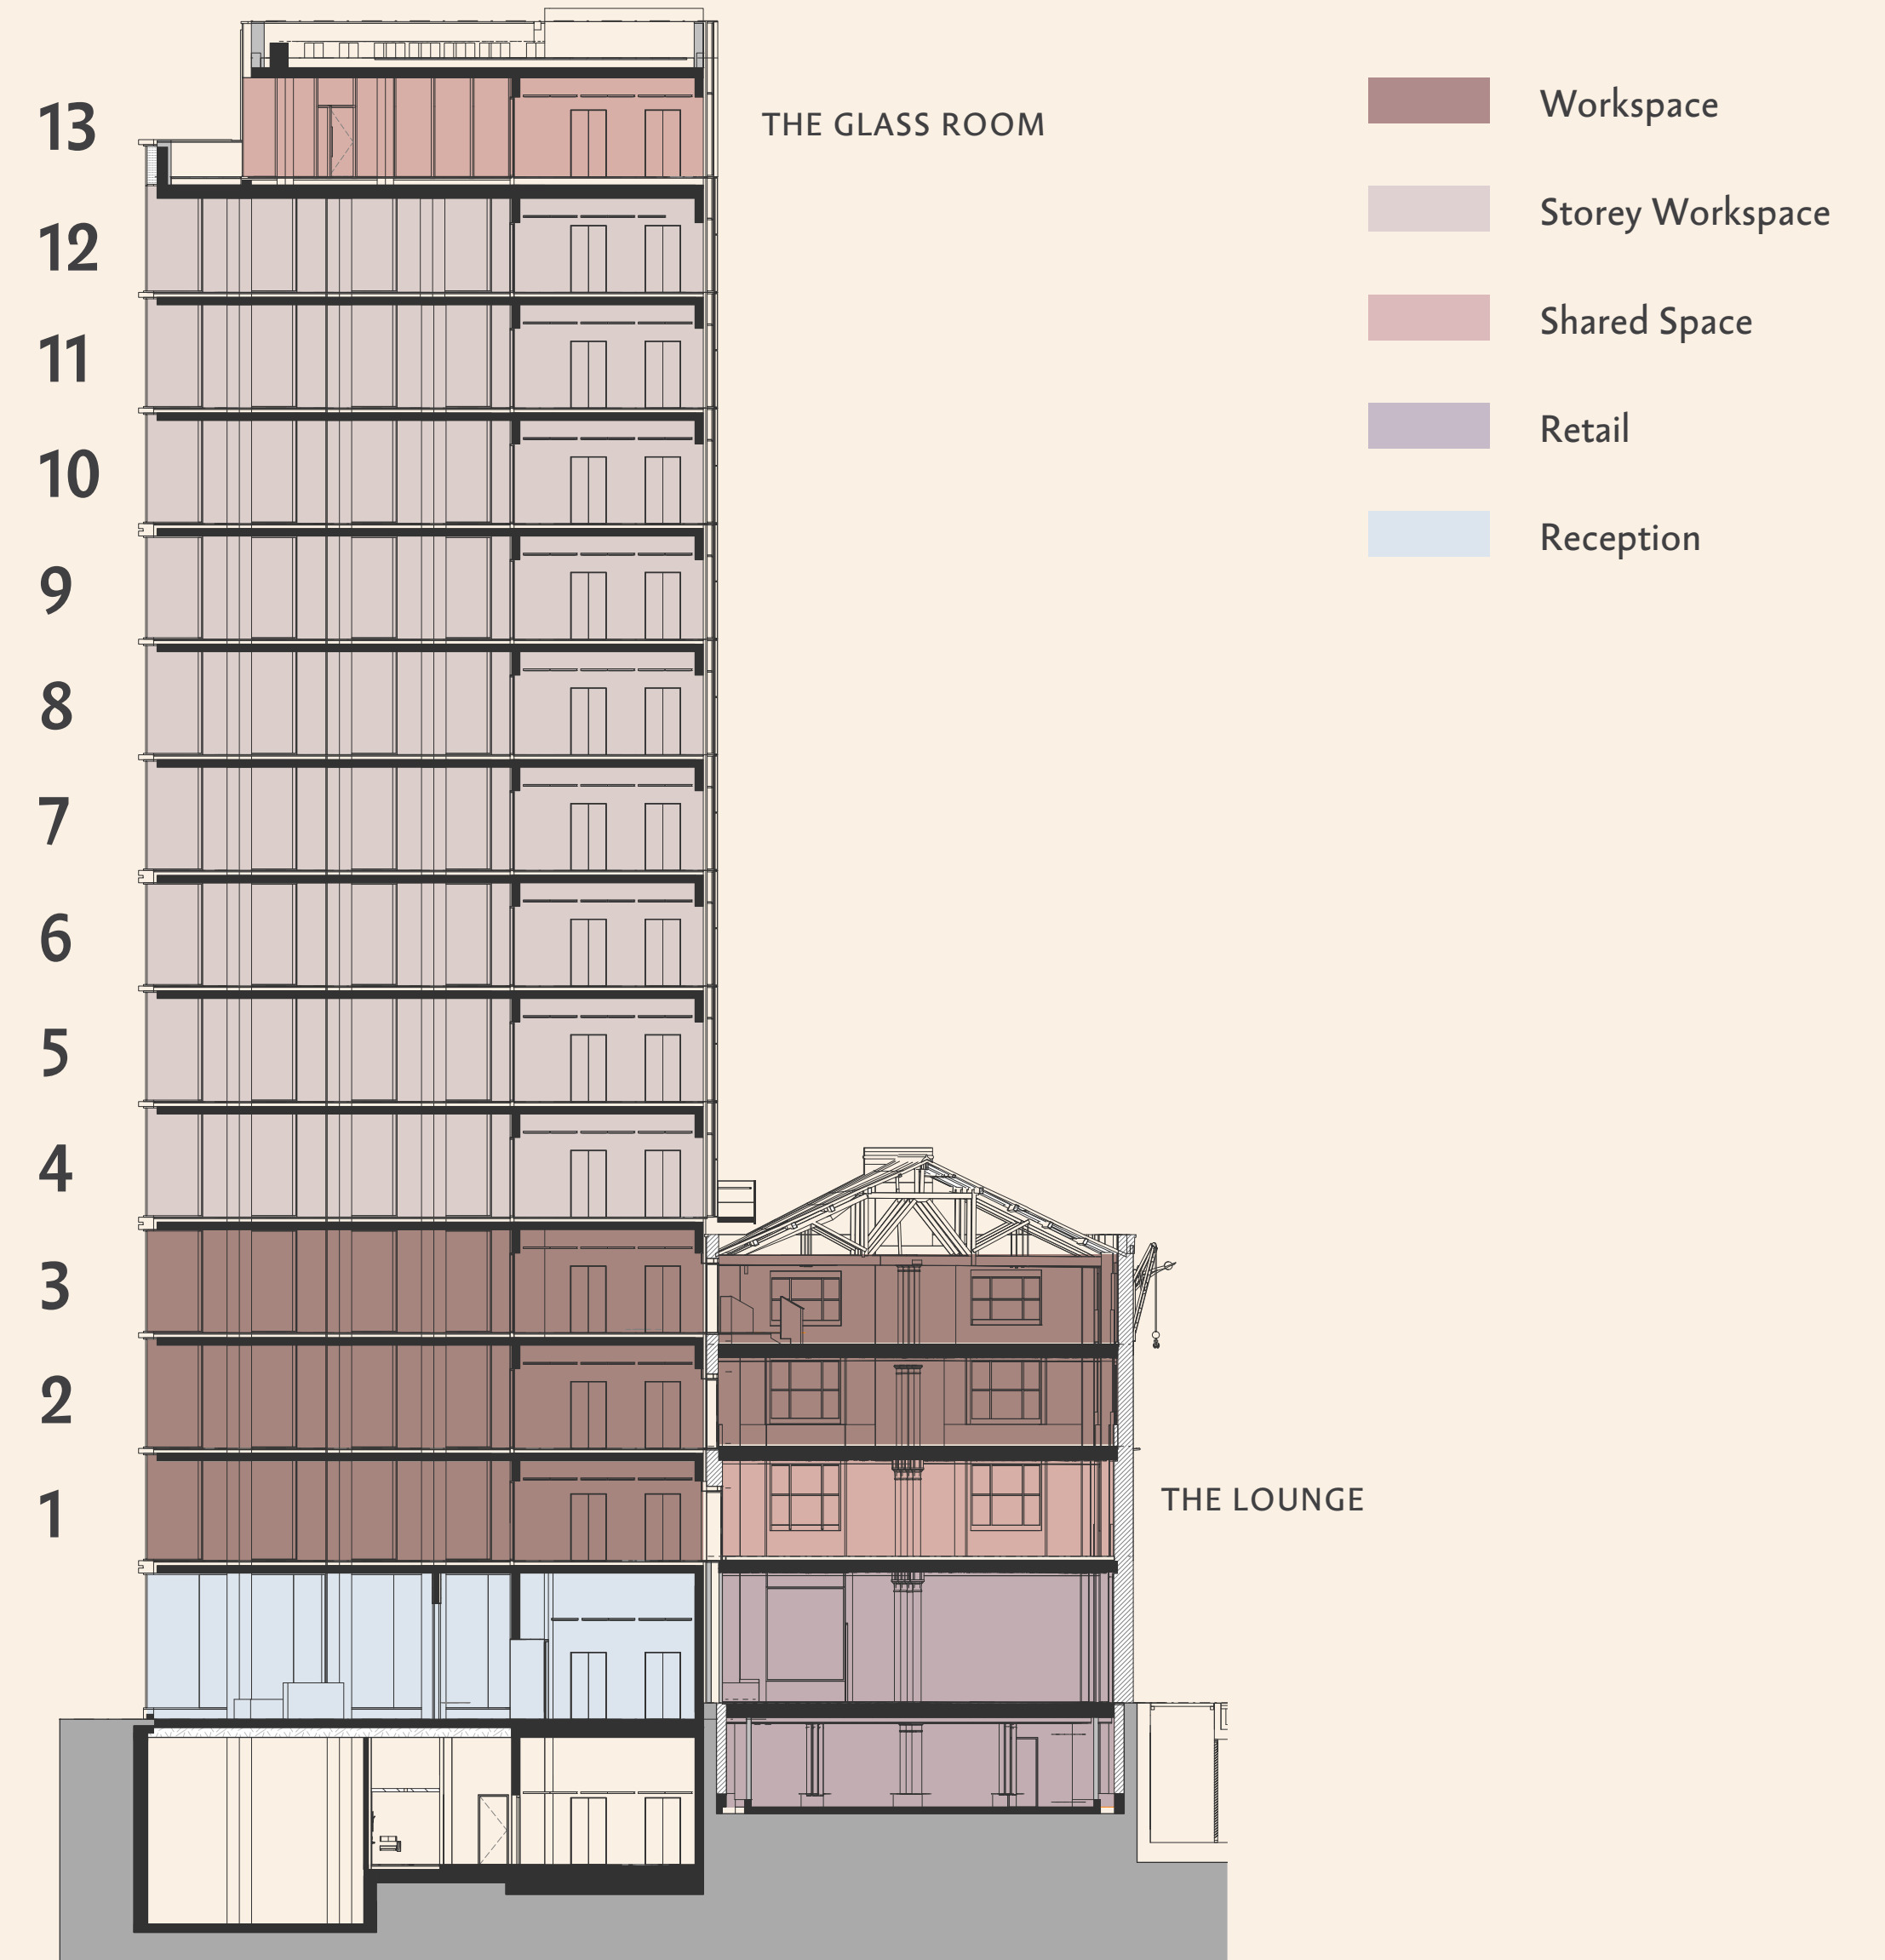 13
THE GLASS ROOM
12
11
10
9
8
7
6
5
4
3
2
1
THE LOUNGE
Workspace
Storey Workspace
Shared Space
Retail
Reception